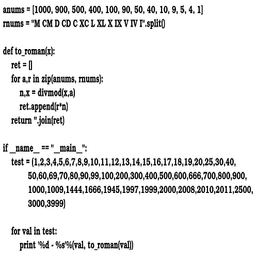 anums = [1000, 900, 500, 400, 100, 90, 50, 40, 10, 9, 5, 4, 1]
rnums = "M CM D CD C XC L XL X IX V IV I".split()
def to_roman(x):
ret = []
for a,r in zip(anums, rnums):
n,x = divmod(x,a)
ret.append(r*n)
return ''.join(ret)
if __name__ == "__main__":
test = (1,2,3,4,5,6,7,8,9,10,11,12,13,14,15,16,17,18,19,20,25,30,40,
50,60,69,70,80,90,99,100,200,300,400,500,600,666,700,800,900,
1000,1009,1444,1666,1945,1997,1999,2000,2008,2010,2011,2500,
3000,3999)
for val in test:
print '%d - %s'%(val, to_roman(val))